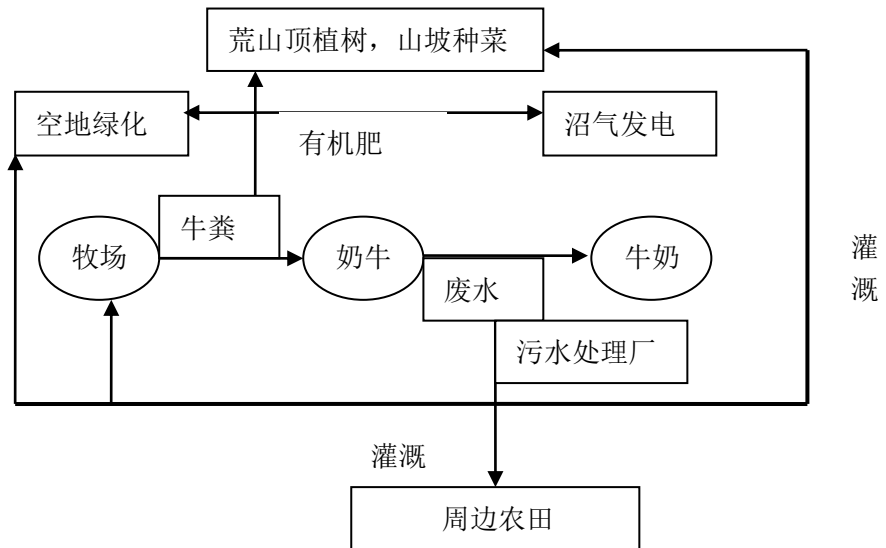 荒山顶植树，山坡种菜
空地绿化
沼气发电
有机肥
牛粪
牧场
奶牛
牛奶
灌
溉
废水
污水处理厂
灌溉
周边农田